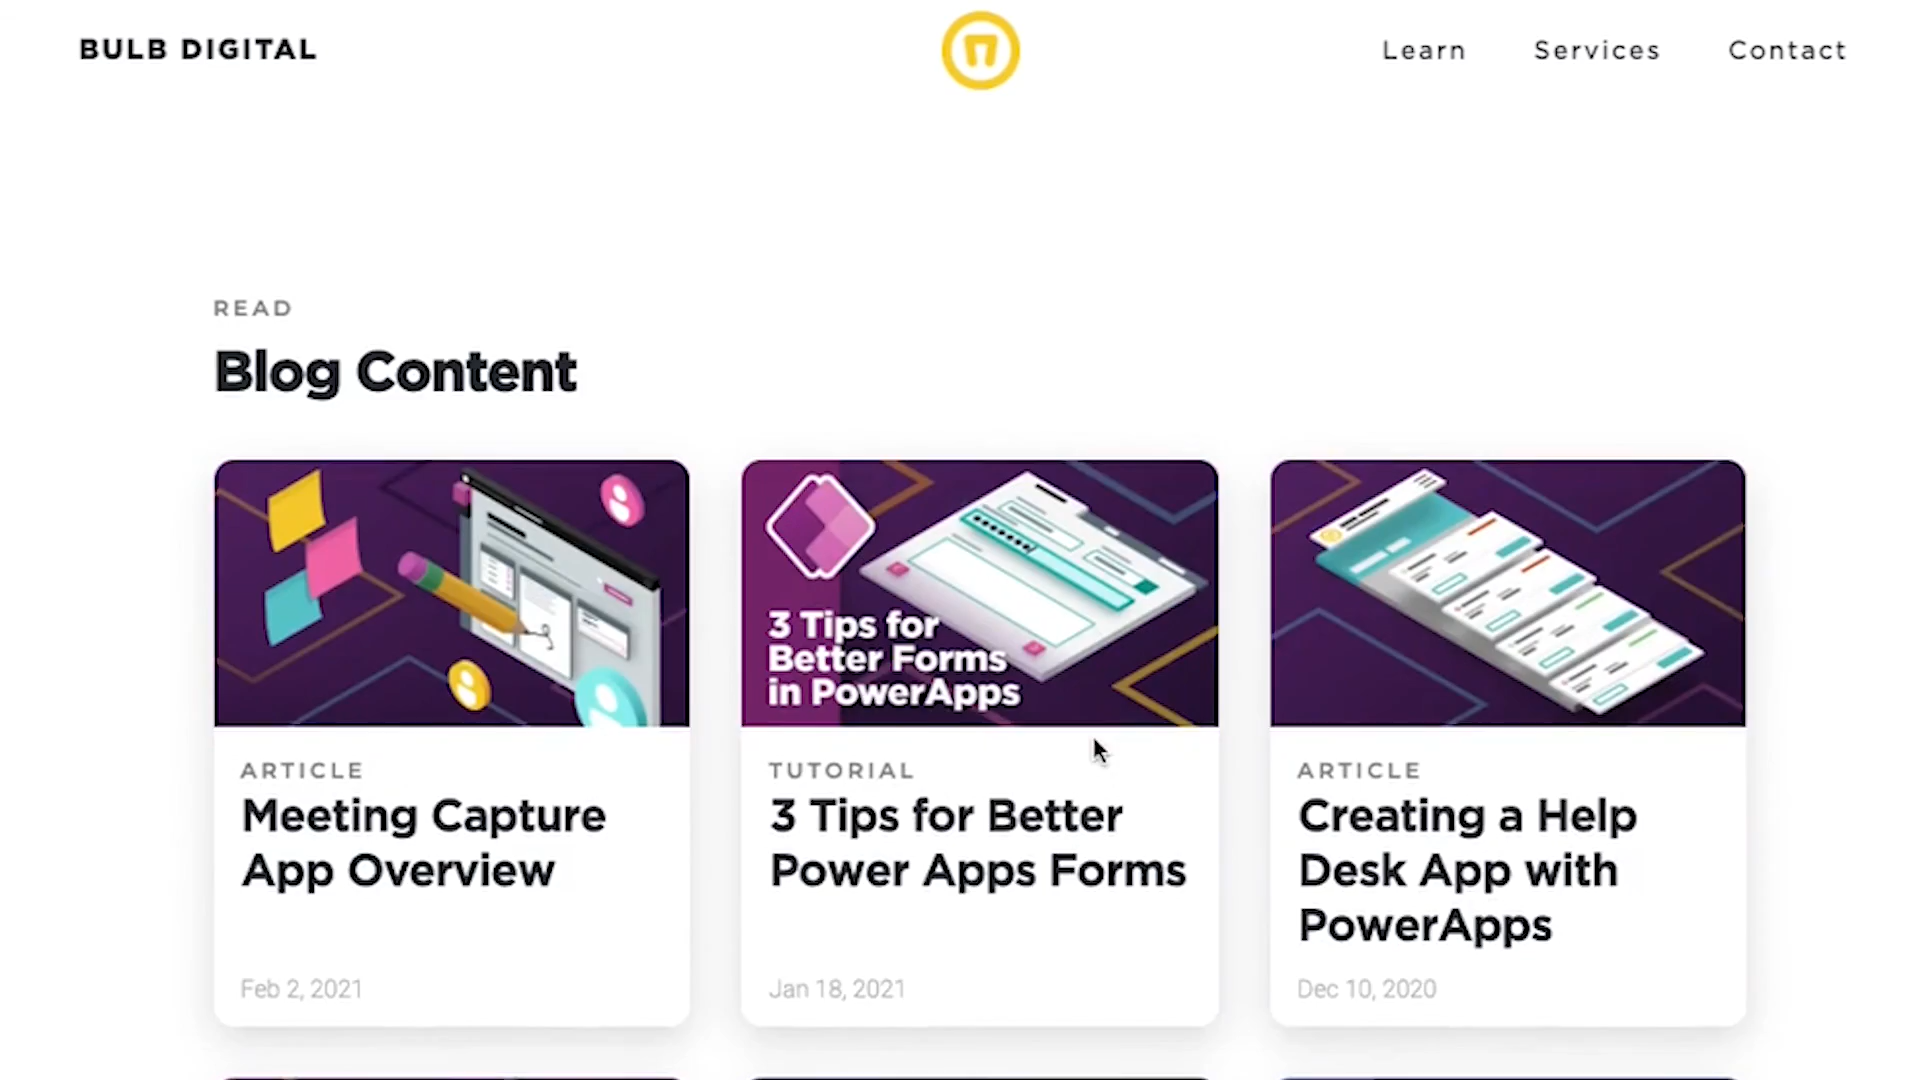 BULB DIGITAL
Learn Services Contact
READ
Blog Content
3 Tips for
Better Forms
in PowerApps
ARTICLE
Meeting Capture
App Overview
Feb 2, 2021
TUTORIAL
3 Tips for Better
Power Apps Forms
Jan 18, 2021
ARTICLE
Creating a Help
Desk App with
PowerApps
Dec 10, 2020